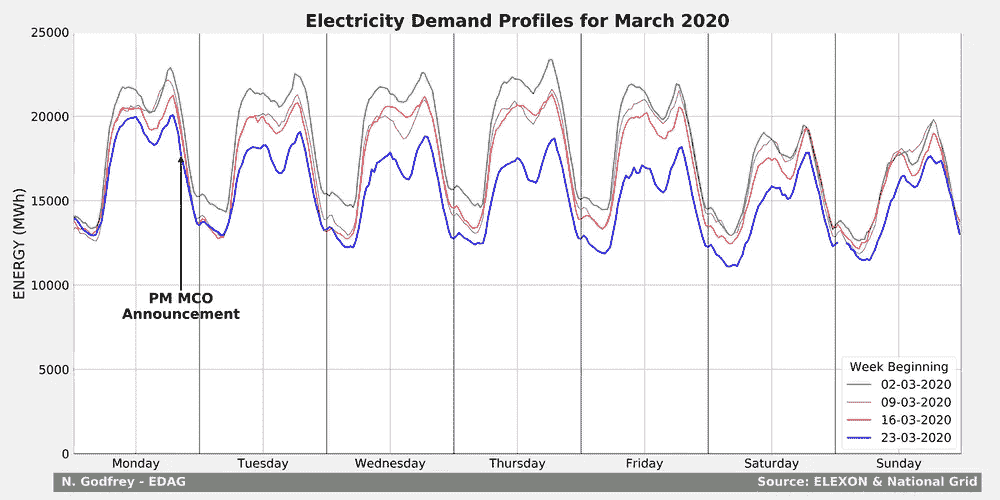 Electricity Demand Profiles for March 2020
ENERGY (MWh)
25000
20000
15000
10000
5000
0
PM MCO
Announcement
Week Beginning
02-03-2020
09-03-2020
16-03-2020
23-03-2020
Monday Tuesday Wednesday Thursday Friday Saturday Sunday
N. Godfrey - EDAG Source: ELEXON & National Grid